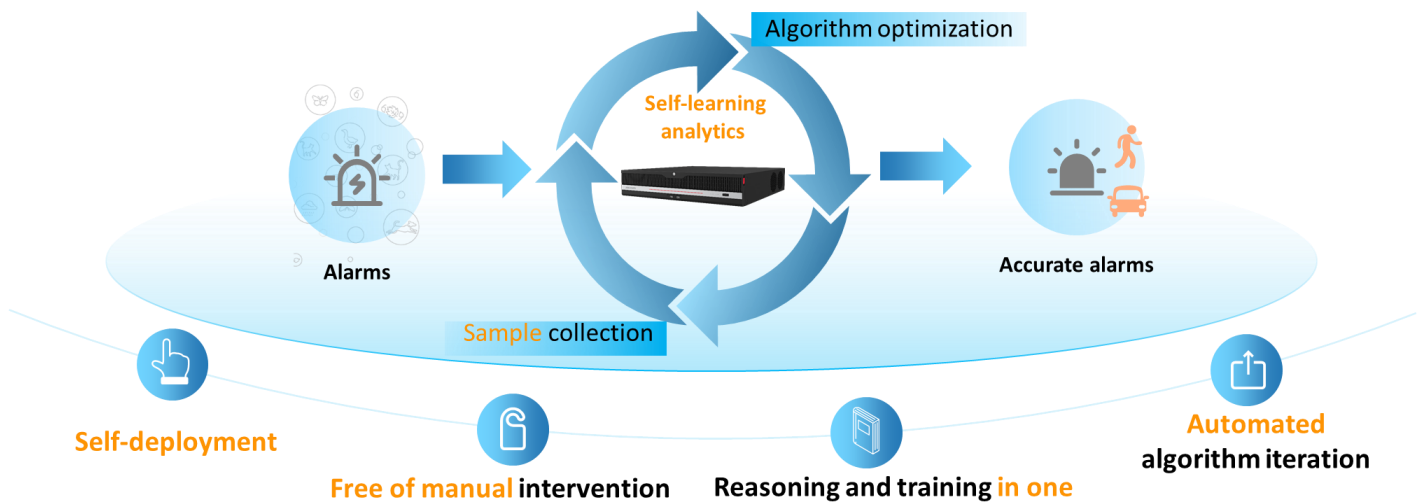 Algorithm optimization
Self-learning
analytics
Alarms
Accurate alarms
Sample collection
Self-deployment
Free of manual intervention
Reasoning and training in one
Automated
algorithm iteration